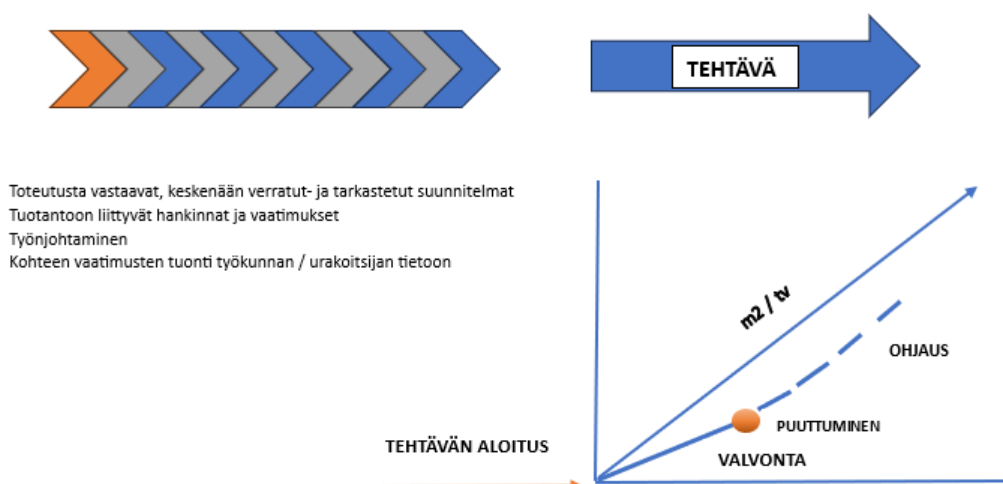 TEHTÄVÄ
Toteutusta vastaavat, keskenään verratut- ja tarkastetut suunnitelmat
Tuotantoon liittyvät hankinnat ja vaatimukset
Työnjohtaminen
Kohteen vaatimusten tuonti työkunnan / urakoitsijan tietoon
m2 / tv
OHJAUS
PUUTTUMINEN
TEHTÄVÄN ALOITUS
VALVONTA